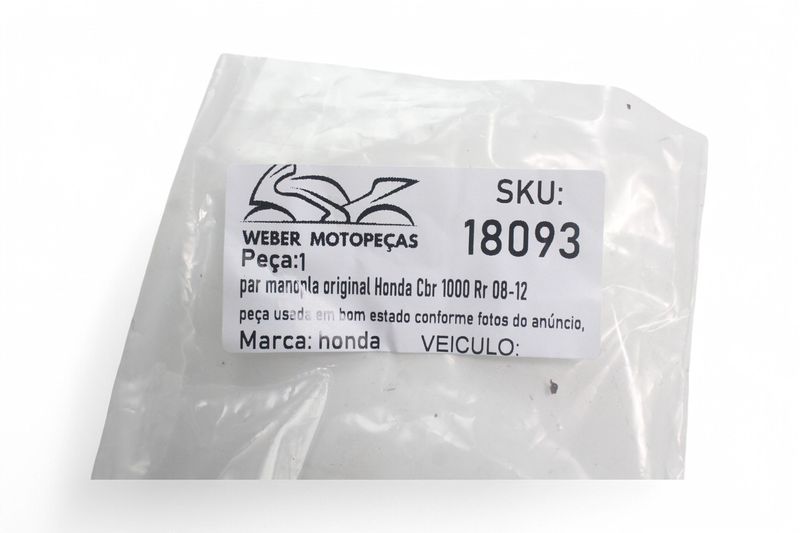 WEBER MOTOPEÇAS
SKU:
18093
Peça:1
par manopla original Honda Cbr 1000 Rr 08-12
peça usada em bom estado conforme fotos do anúncio,
Marca: honda VEICULO: